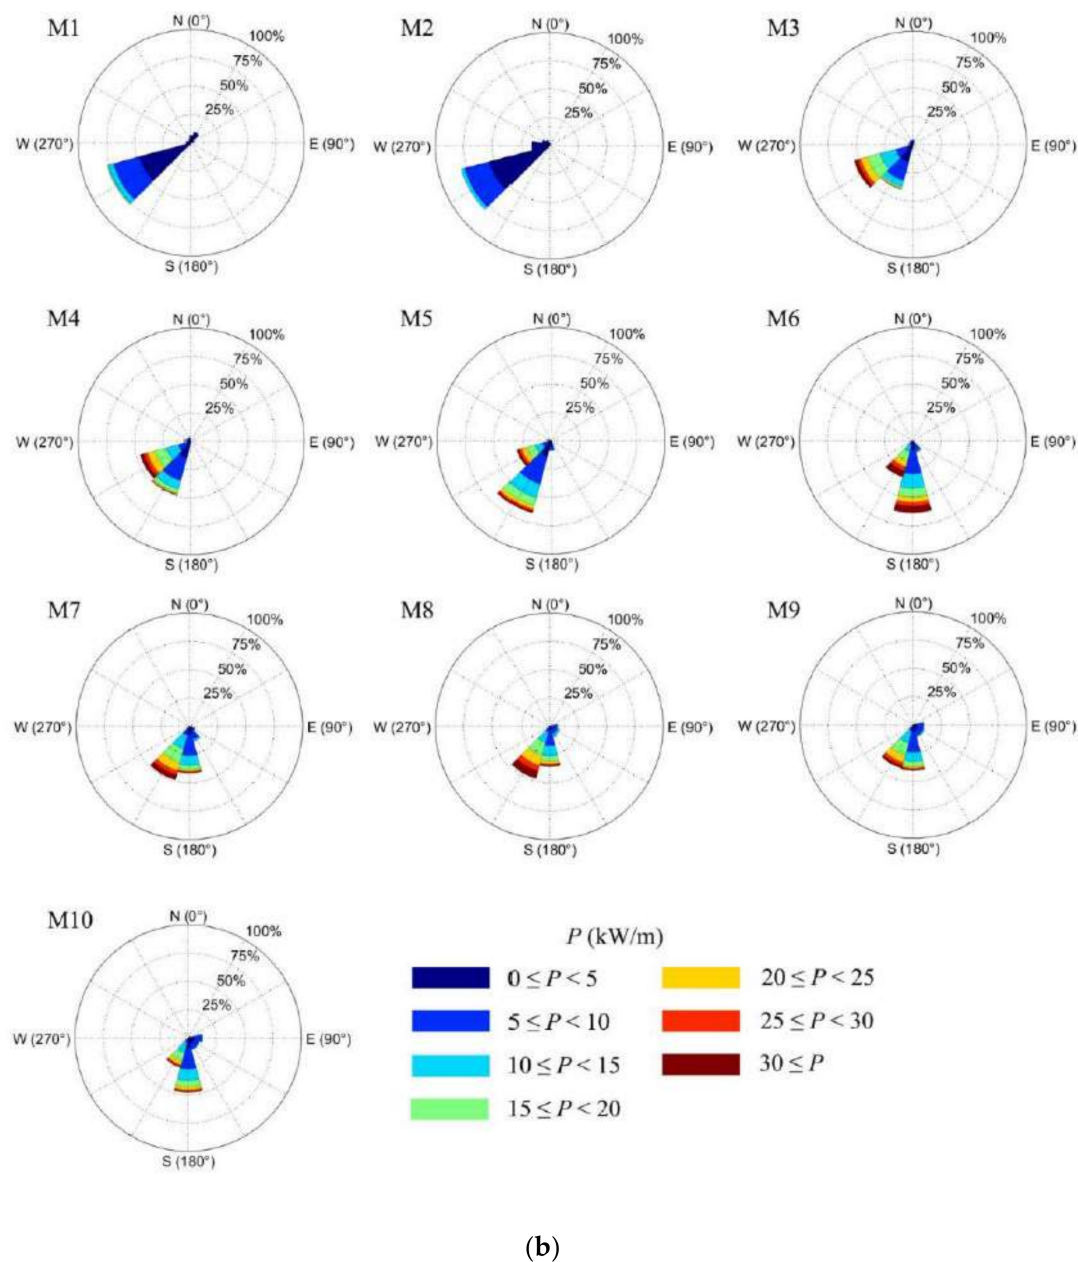 M1
N (0°)
100%
75%
50%
25%
W (270°)
E (90°)
S (180°)
M2
N (0°)
100%
75%
50%
25%
W (270°)
E (90°)
S (180°)
M3
N (0°)
100%
75%
50%
25%
W (270°)
E (90°)
S (180°)
M4
N (0°)
100%
75%
50%
25%
W (270°)
E (90°)
S (180°)
M5
N (0°)
100%
75%
50%
25%
W (270°)
E (90°)
S (180°)
M6
N (0°)
100%
75%
50%
25%
W (270°)
E (90°)
S (180°)
M7
N (0°)
100%
75%
50%
25%
W (270°)
E (90°)
S (180°)
M8
N (0°)
100%
75%
50%
25%
W (270°)
E (90°)
S (180°)
M9
N (0°)
100%
75%
50%
25%
W (270°)
E (90°)
S (180°)
M10
N (0°)
100%
75%
50%
25%
W (270°)
E (90°)
S (180°)
P (kW/m)
0 ≤ P < 5
5 ≤ P < 10
10 ≤ P < 15
15 ≤ P < 20
20 ≤ P < 25
25 ≤ P < 30
30 ≤ P
(b)